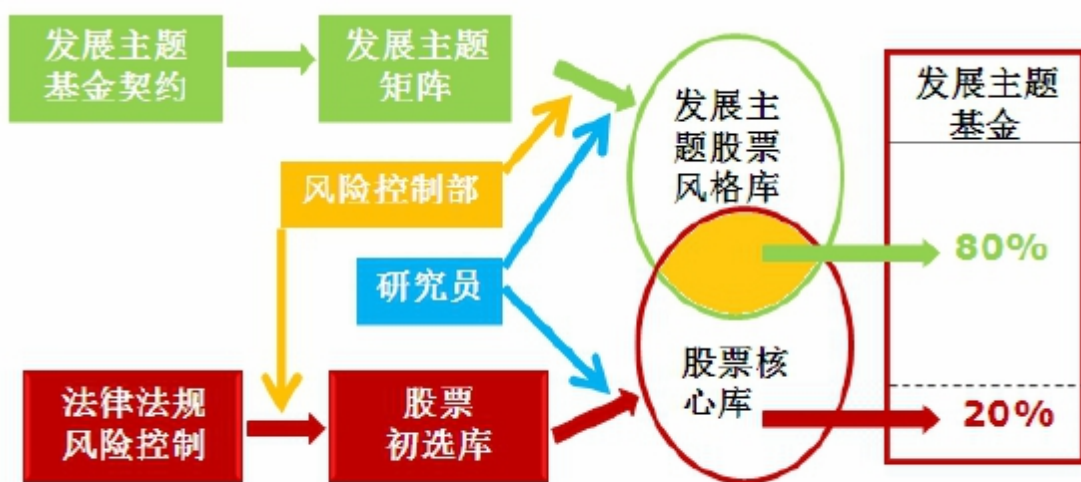 发展主题
基金契约
发展主题
矩阵
风险控制部
研究员
法律法规
风险控制
股票
初选库
发展主
题股票
风格库
股票核
心库
发展主题
基金
80%
20%